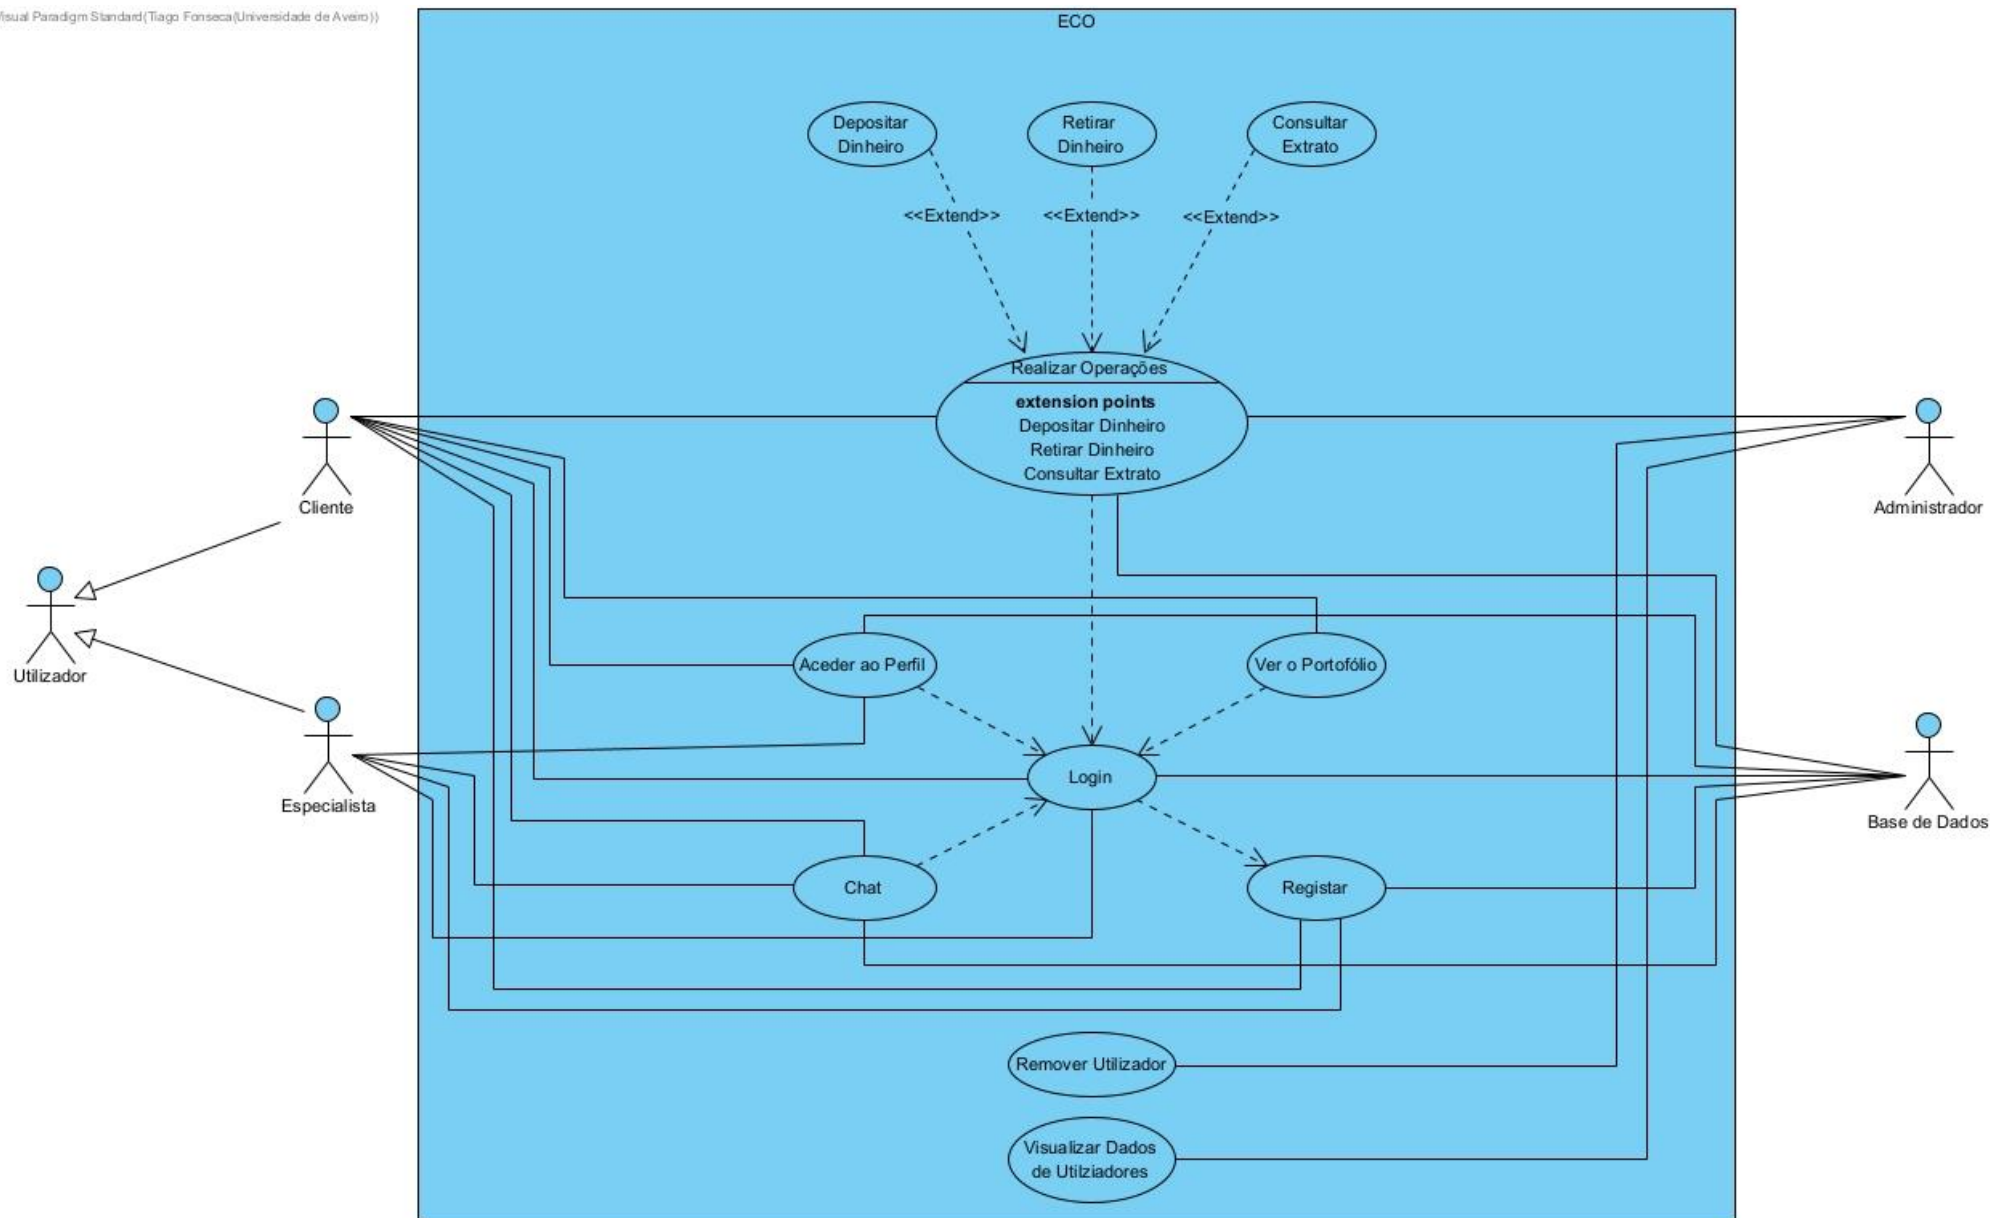 Visual Paradigm Standard(Tiago Fonseca(Universidade de Aveiro))
ECO
Depositar
Dinheiro
Retirar
Dinheiro
Consultar
Extrato
<<Extend>>
<<Extend>>
<<Extend>>
Realizar Operações
extension points
Depositar Dinheiro
Retirar Dinheiro
Consultar Extrato
Cliente
Administrador
Utilizador
Aceder ao Perfil
Ver o Portofólio
Especialista
Login
Base de Dados
Chat
Registar
Remover Utilizador
Visualizar Dados
de Utilziadores